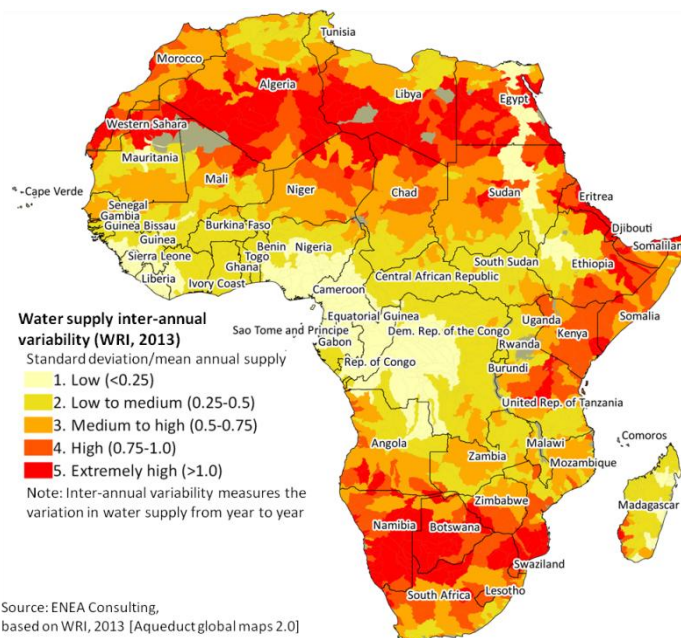 Tunisia
Morocco
Algeria
Libya
Egypt
Western Sahara
Mauritania
Cape Verde
Mali
Niger
Chad
Sudan
Eritrea
Senegal
Gambia
Guinea Bissau
Burkina Faso
Djibouti
Guinea
Benin
Nigeria
Somalilan
Sierra Leone
Togo
South Sudan
Ethiopia
Ghana
Liberia
Ivory Coast
Central African Republic
Cameroon
Somalia
Equatorial Guinea
Uganda
Kenya
Sao Tome and Principe
Dem. Rep. of the Congo
Gabon
Rwanda
Rep. of Congo
Burundi
United Rep. of Tanzania
Water supply inter-annual
variability (WRI, 2013)
Standard deviation/mean annual supply
1. Low (<0.25)
2. Low to medium (0.25-0.5)
3. Medium to high (0.5-0.75)
4. High (0.75-1.0)
5. Extremely high (>1.0)
Note: Inter-annual variability measures the
variation in water supply from year to year
Angola
Malawi
Comoros
Zambia
Mozambique
Zimbabwe
Madagascar
Namibia
Botswana
Swaziland
South Africa
Lesotho
Source: ENEA Consulting,
based on WRI, 2013 [Aqueduct global maps 2.0]